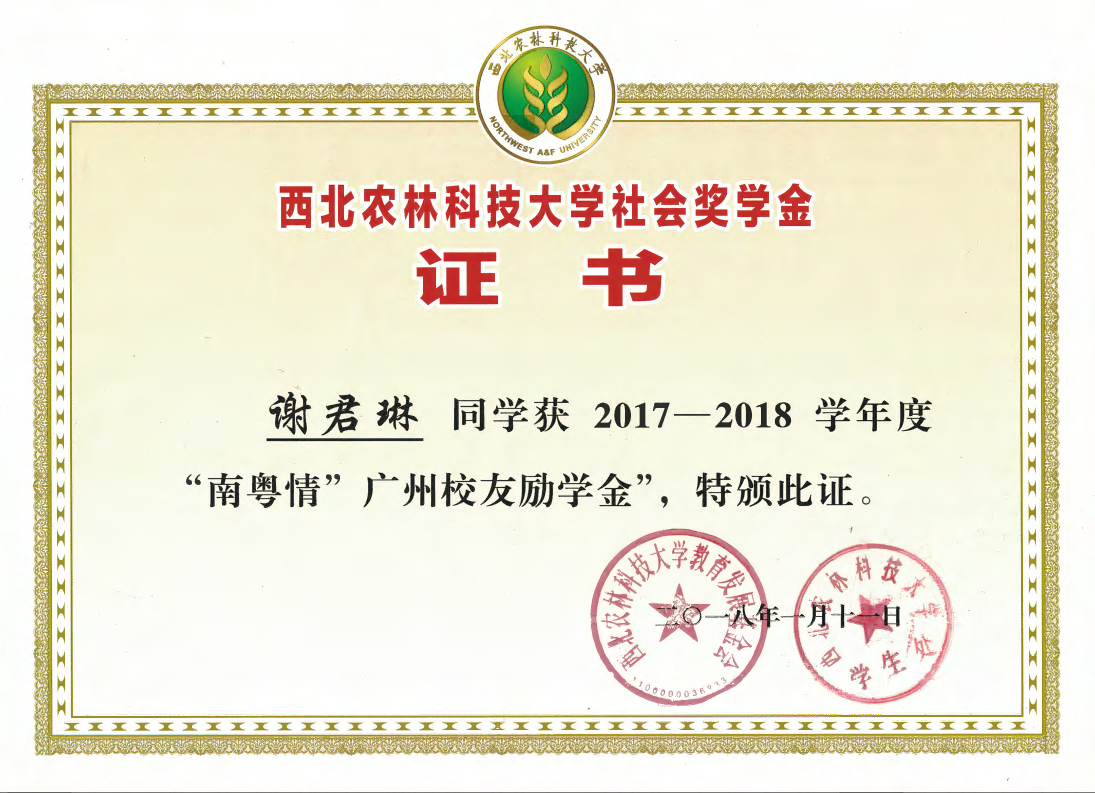 西北农林科技大学
NORTHWEST A&F UNIVERSITY
西北农林科技大学社会奖学金
证 书
谢君琳 同学获 2017—2018 学年度
“南粤情”广州校友励学金”，特颁此证。
西北农林科技大学教育发展基金会
二〇一八年一月十一日
西北农林科技大学
学生处